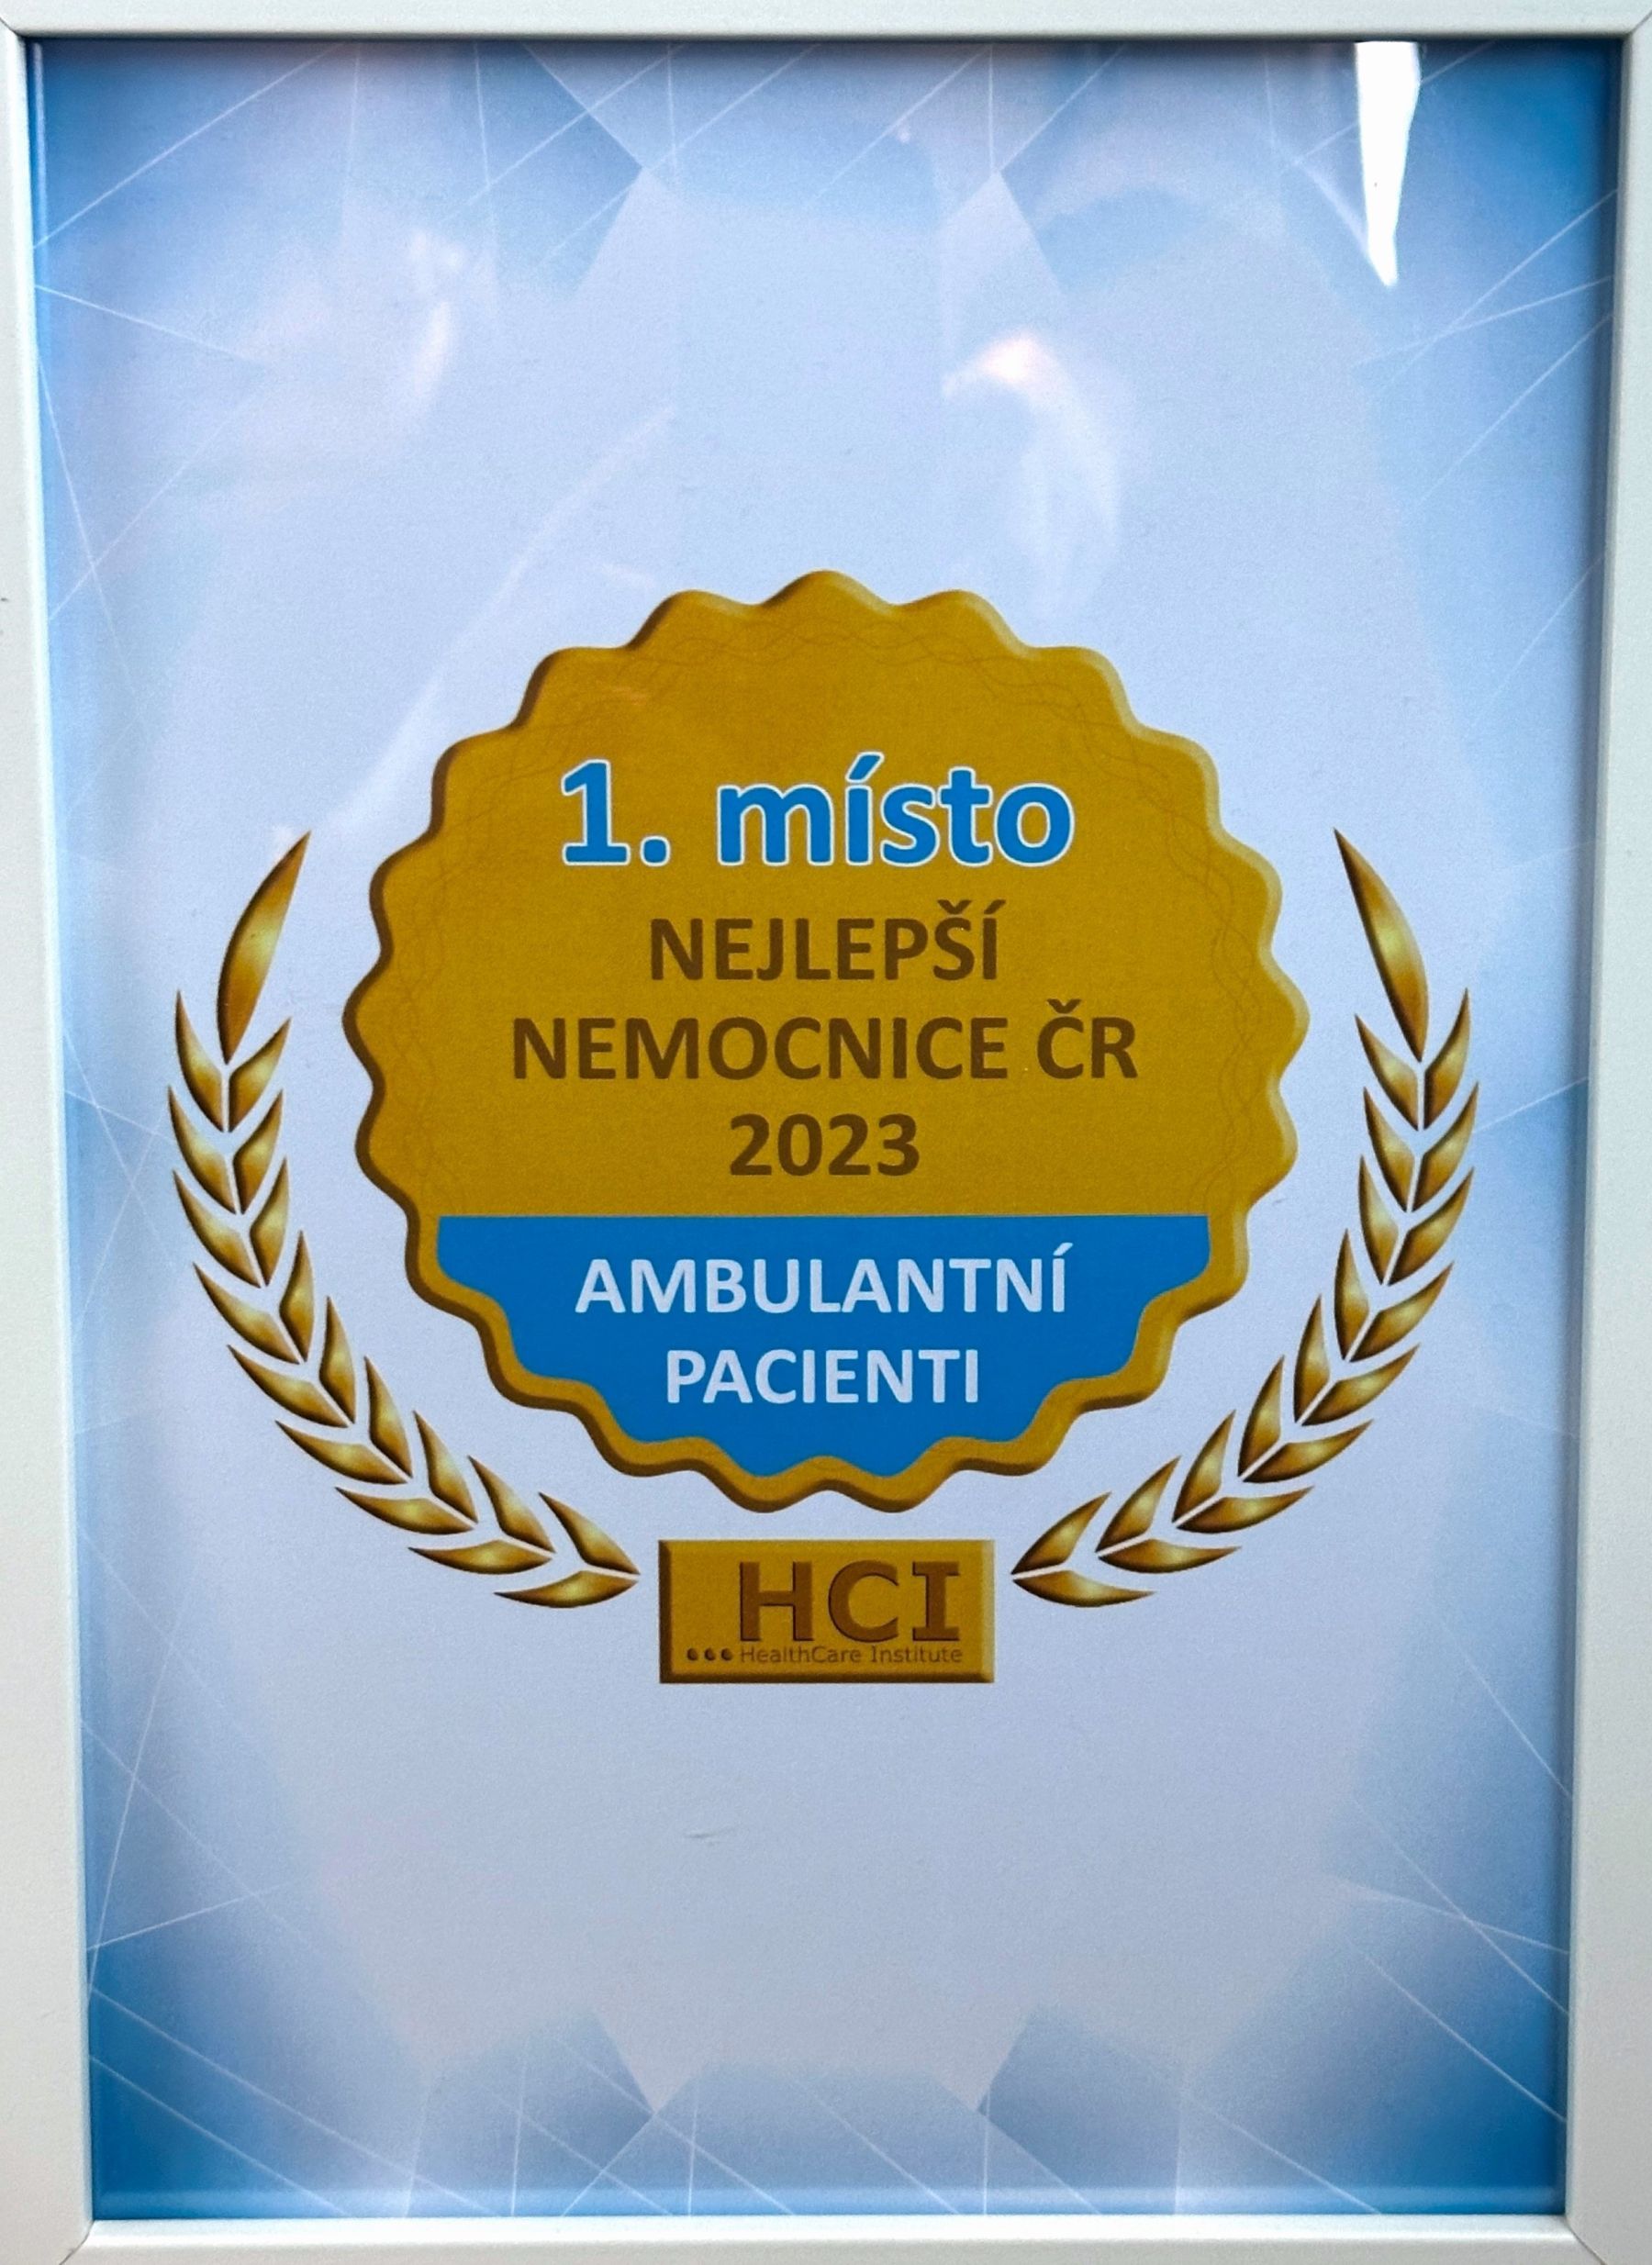 1. místo
NEJLEPŠÍ
NEMOCNICE ČR
2023
AMBULANTNÍ
PACIENTI
HCI
HealthCare Institute